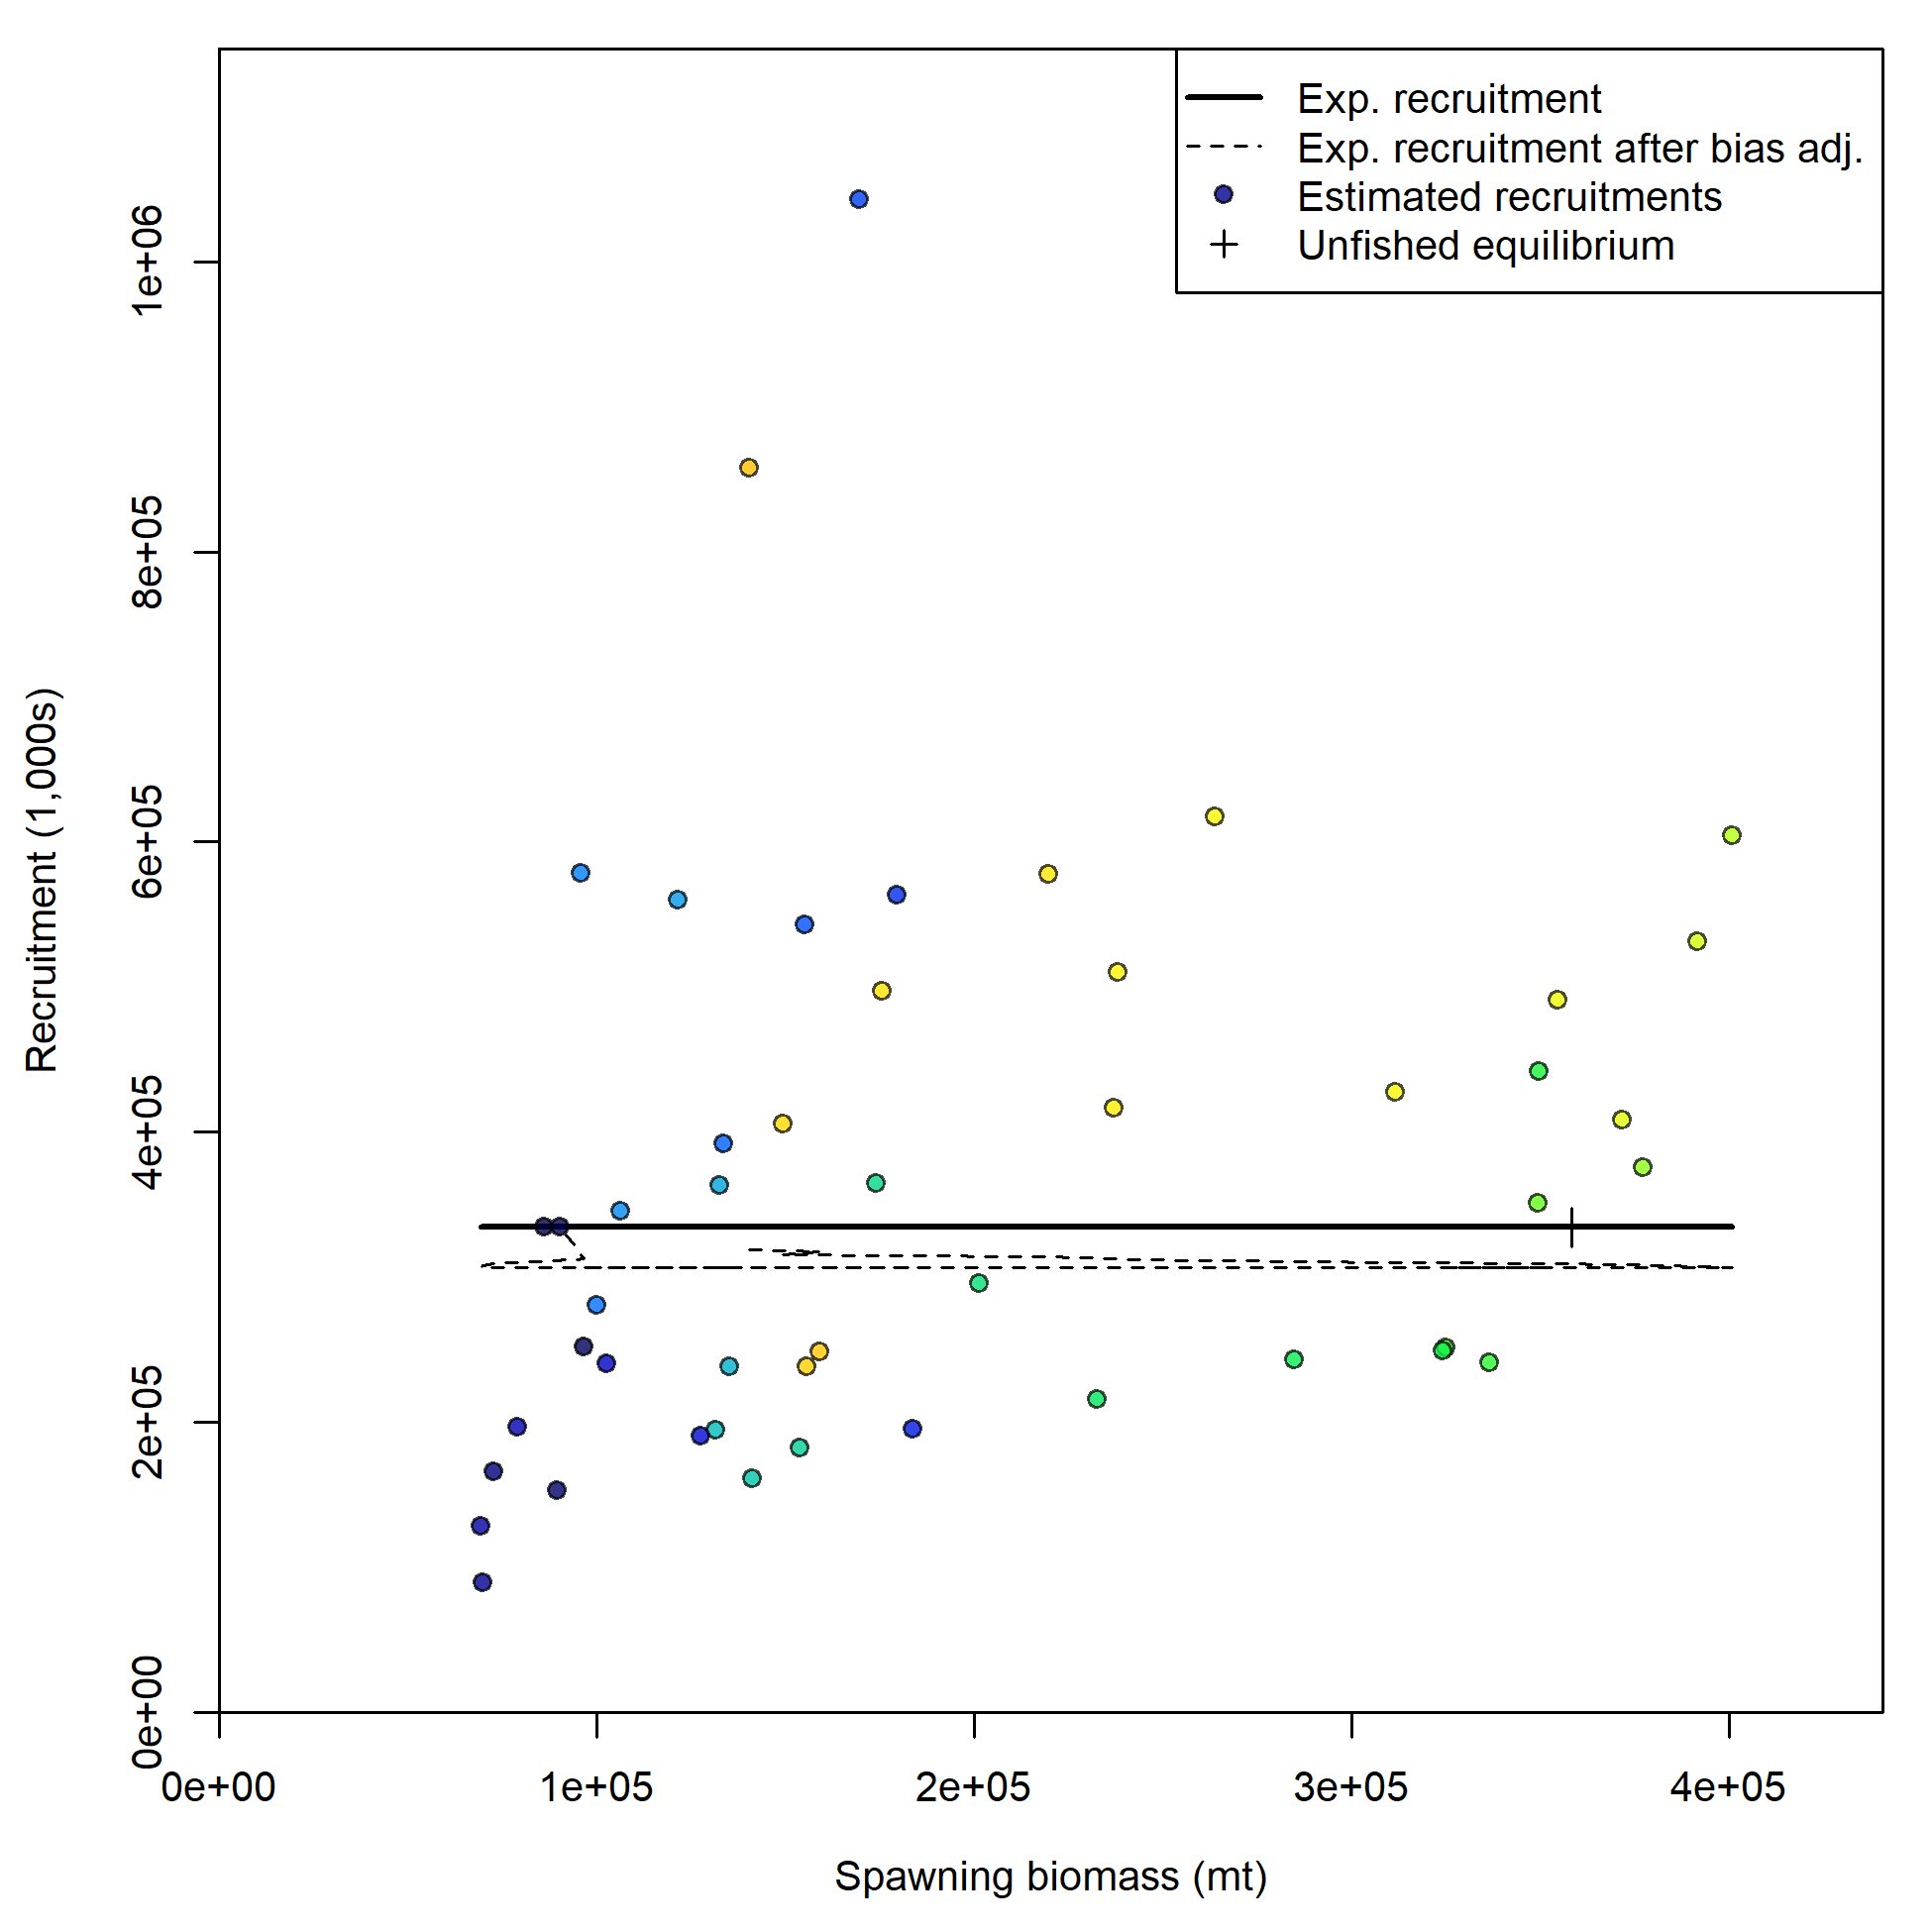 Exp. recruitment
Exp. recruitment after bias adj.
Estimated recruitments
Unfished equilibrium
1e+06
8e+05
6e+05
4e+05
2e+05
0e+00
Recruitment (1,000s)
0e+00 1e+05 2e+05 3e+05 4e+05
Spawning biomass (mt)